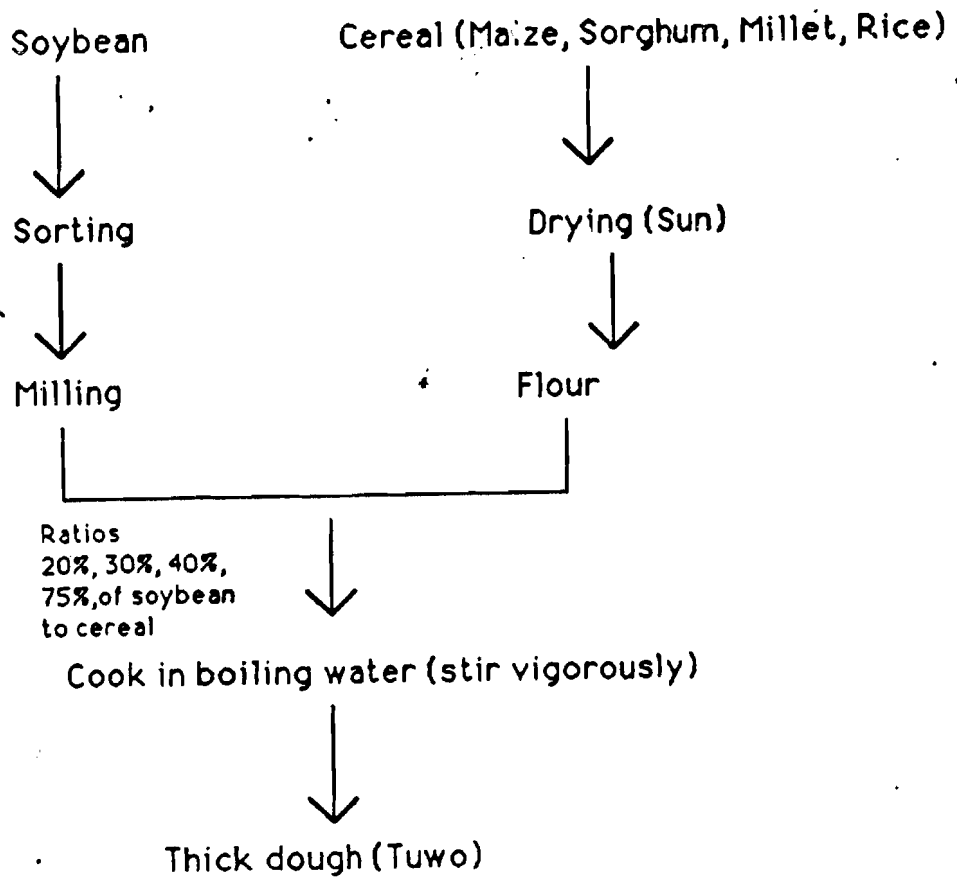 Soybean
Cereal (Maize, Sorghum, Millet, Rice)
Sorting
Drying (Sun)
Milling
Flour
Ratios
20%, 30%, 40%,
75%,of soybean
to cereal
Cook in boiling water (stir vigorously)
Thick dough (Tuwo)